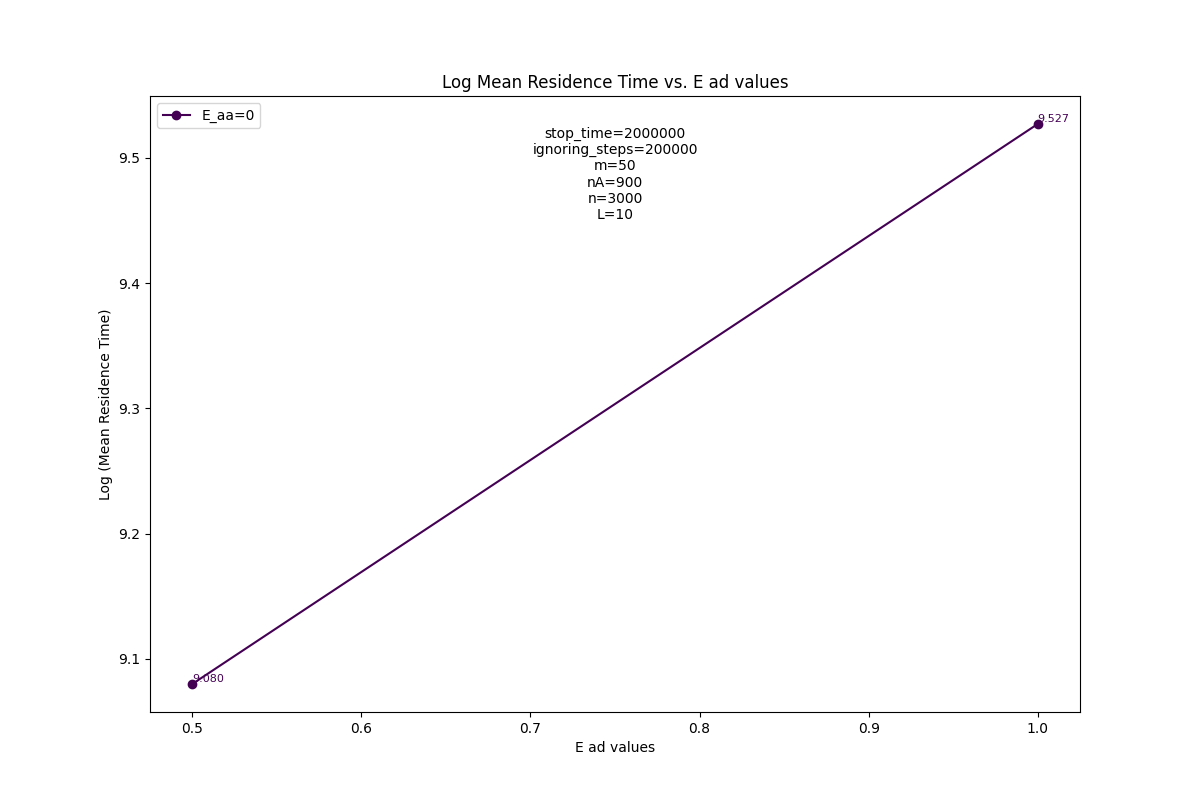 Log Mean Residence Time vs. E ad values
E_aa=0
stop_time=2000000
ignoring_steps=200000
m=50
nA=900
n=3000
L=10
9.527
9.080
Log (Mean Residence Time)
9.5
9.4
9.3
9.2
9.1
0.5 0.6 0.7 0.8 0.9 1.0
E ad values